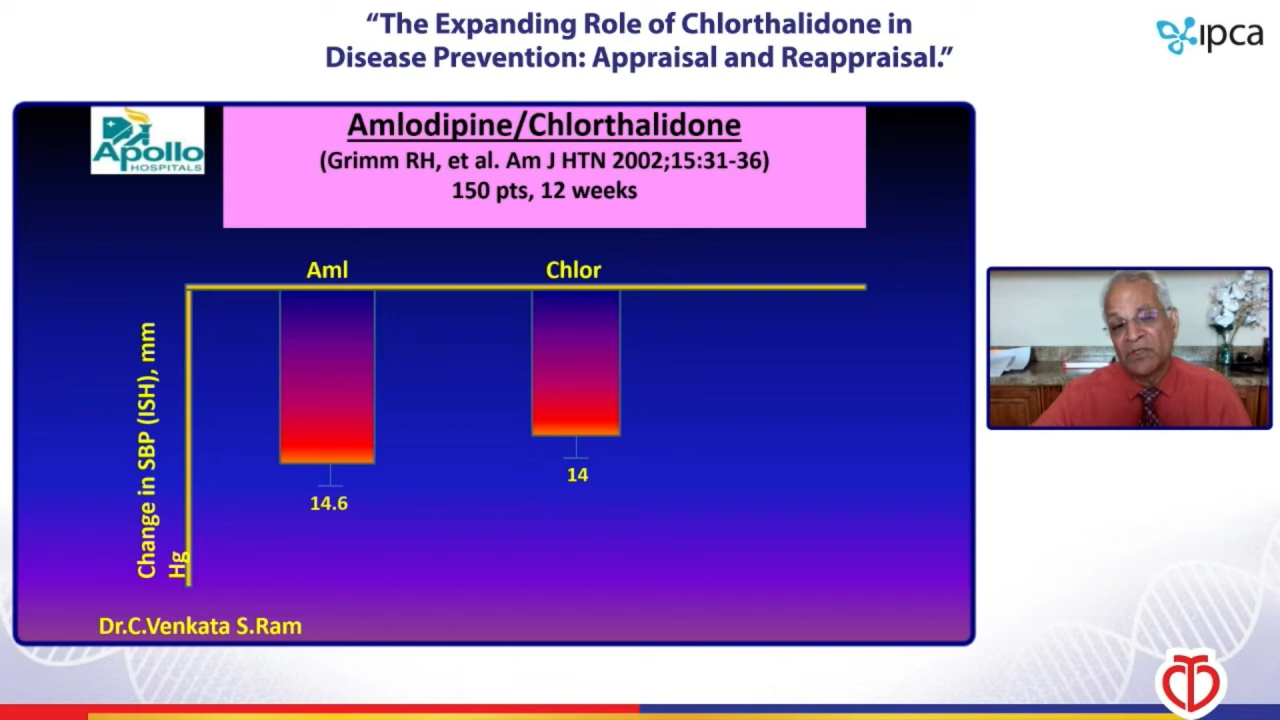 “The Expanding Role of Chlorthalidone in
Disease Prevention: Appraisal and Reappraisal.”
ipca
Apollo
HOSPITALS
Amlodipine/Chlorthalidone
(Grimm RH, et al. Am J HTN 2002;15:31-36)
150 pts, 12 weeks
Aml
Chlor
Change in SBP (ISH), mm
Hg
14.6
14
Dr.C.Venkata S.Ram